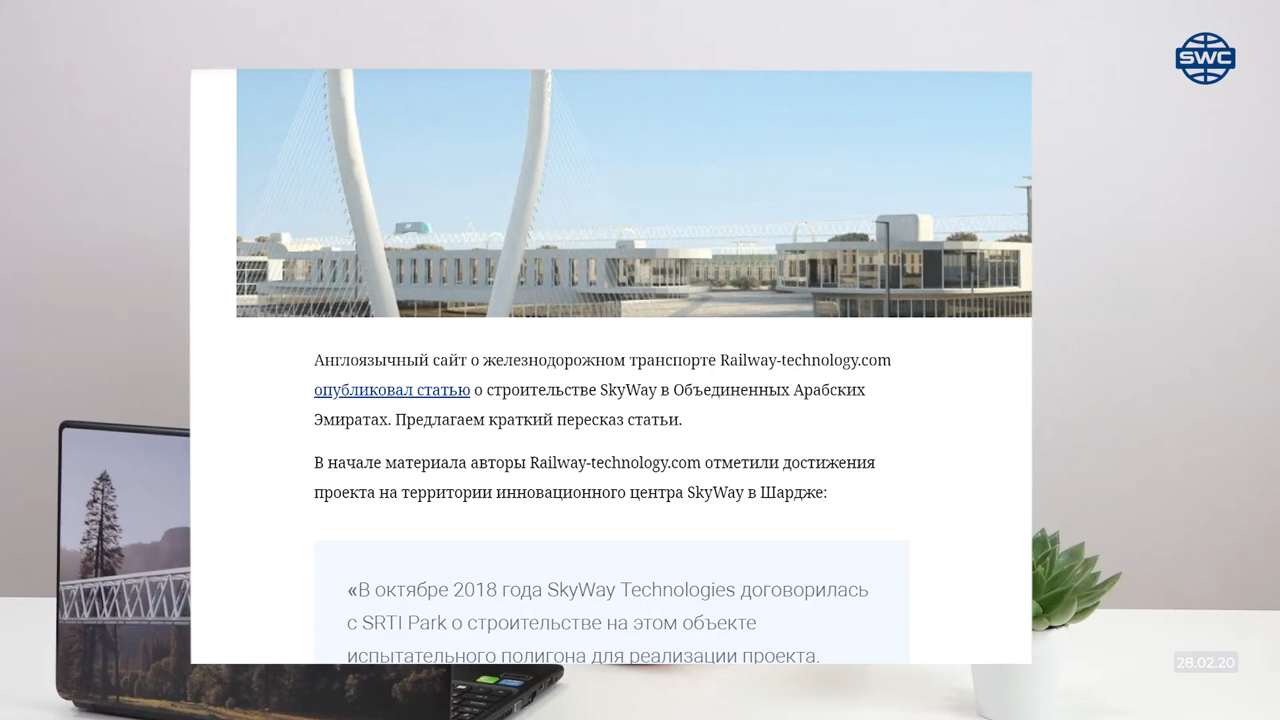 SWC
Англоязычный сайт о железнодорожном транспорте Railway-technology.com
опубликовал статью о строительстве SkyWay в Объединенных Арабских
Эмиратах. Предлагаем краткий пересказ статьи.
В начале материала авторы Railway-technology.com отметили достижения
проекта на территории инновационного центра SkyWay в Шардже:
«В октябре 2018 года SkyWay Technologies договорилась
с SRTI Park о строительстве на этом объекте
испытательного полигона для реализации проекта.
28.02.20